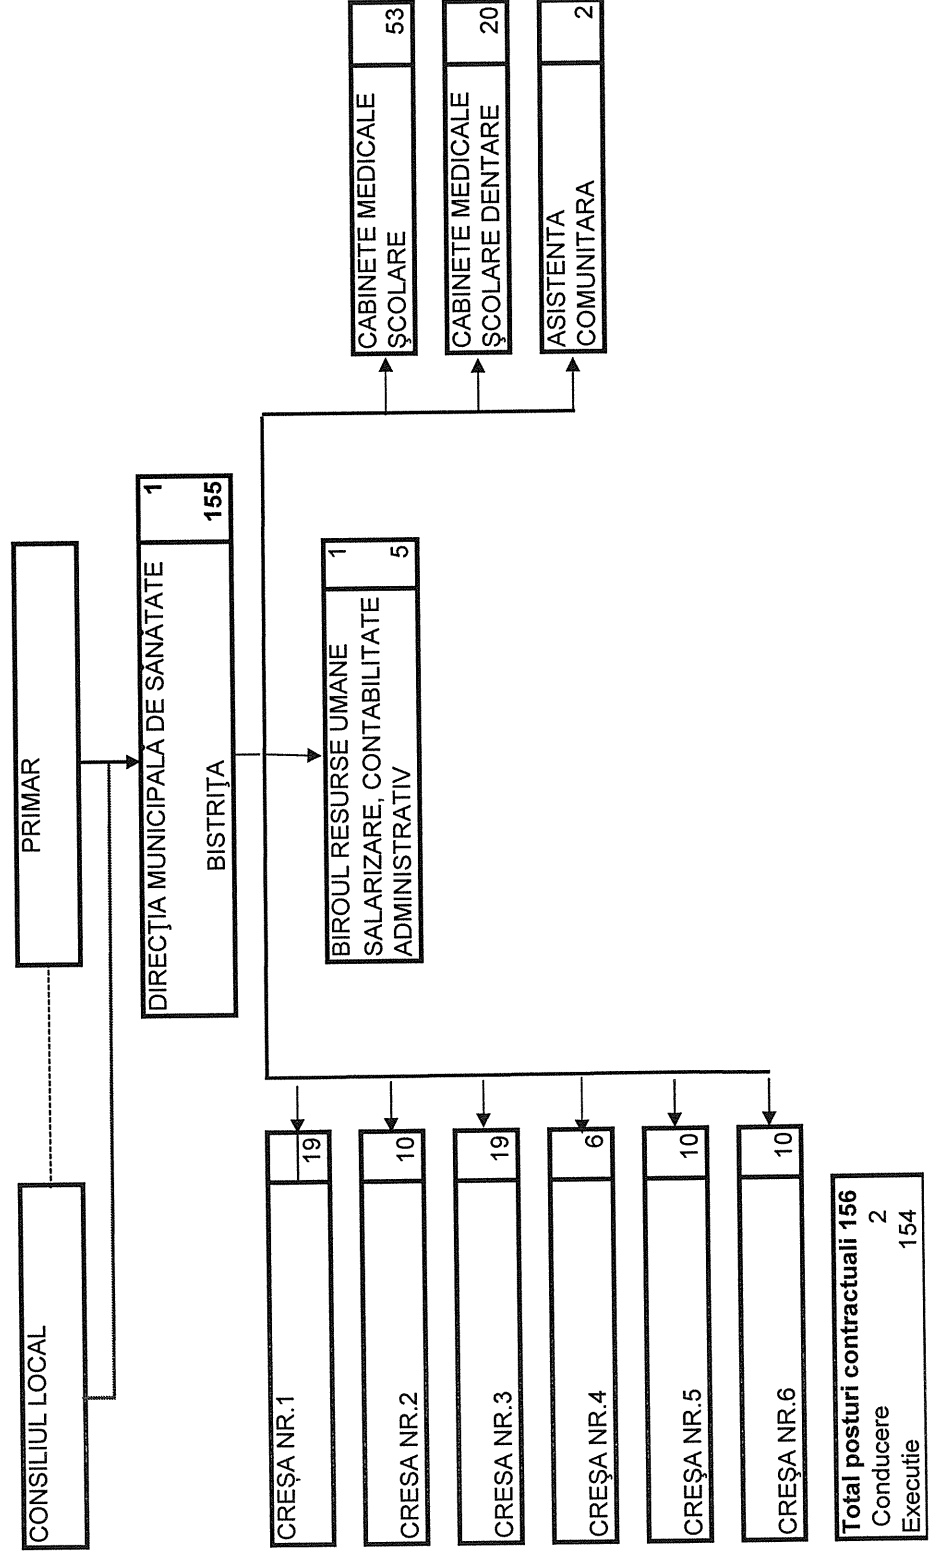 CONSILIUL LOCAL
PRIMAR
DIRECŢIA MUNICIPALA DE SĂNATATE
BISTRIŢA
1
155
BIROUL RESURSE UMANE
SALARIZARE, CONTABILITATE
ADMINISTRATIV
1
5
CREŞA NR.1
19
CRESA NR.2
10
CRESA NR.3
19
CREŞA NR.4
6
CREŞA NR.5
10
CREŞA NR.6
10
CABINETE MEDICALE
ŞCOLARE
53
CABINETE MEDICALE
ŞCOLARE DENTARE
20
ASISTENTA
COMUNITARA
2
Total posturi contractuali 156
Conducere 2
Executie 154